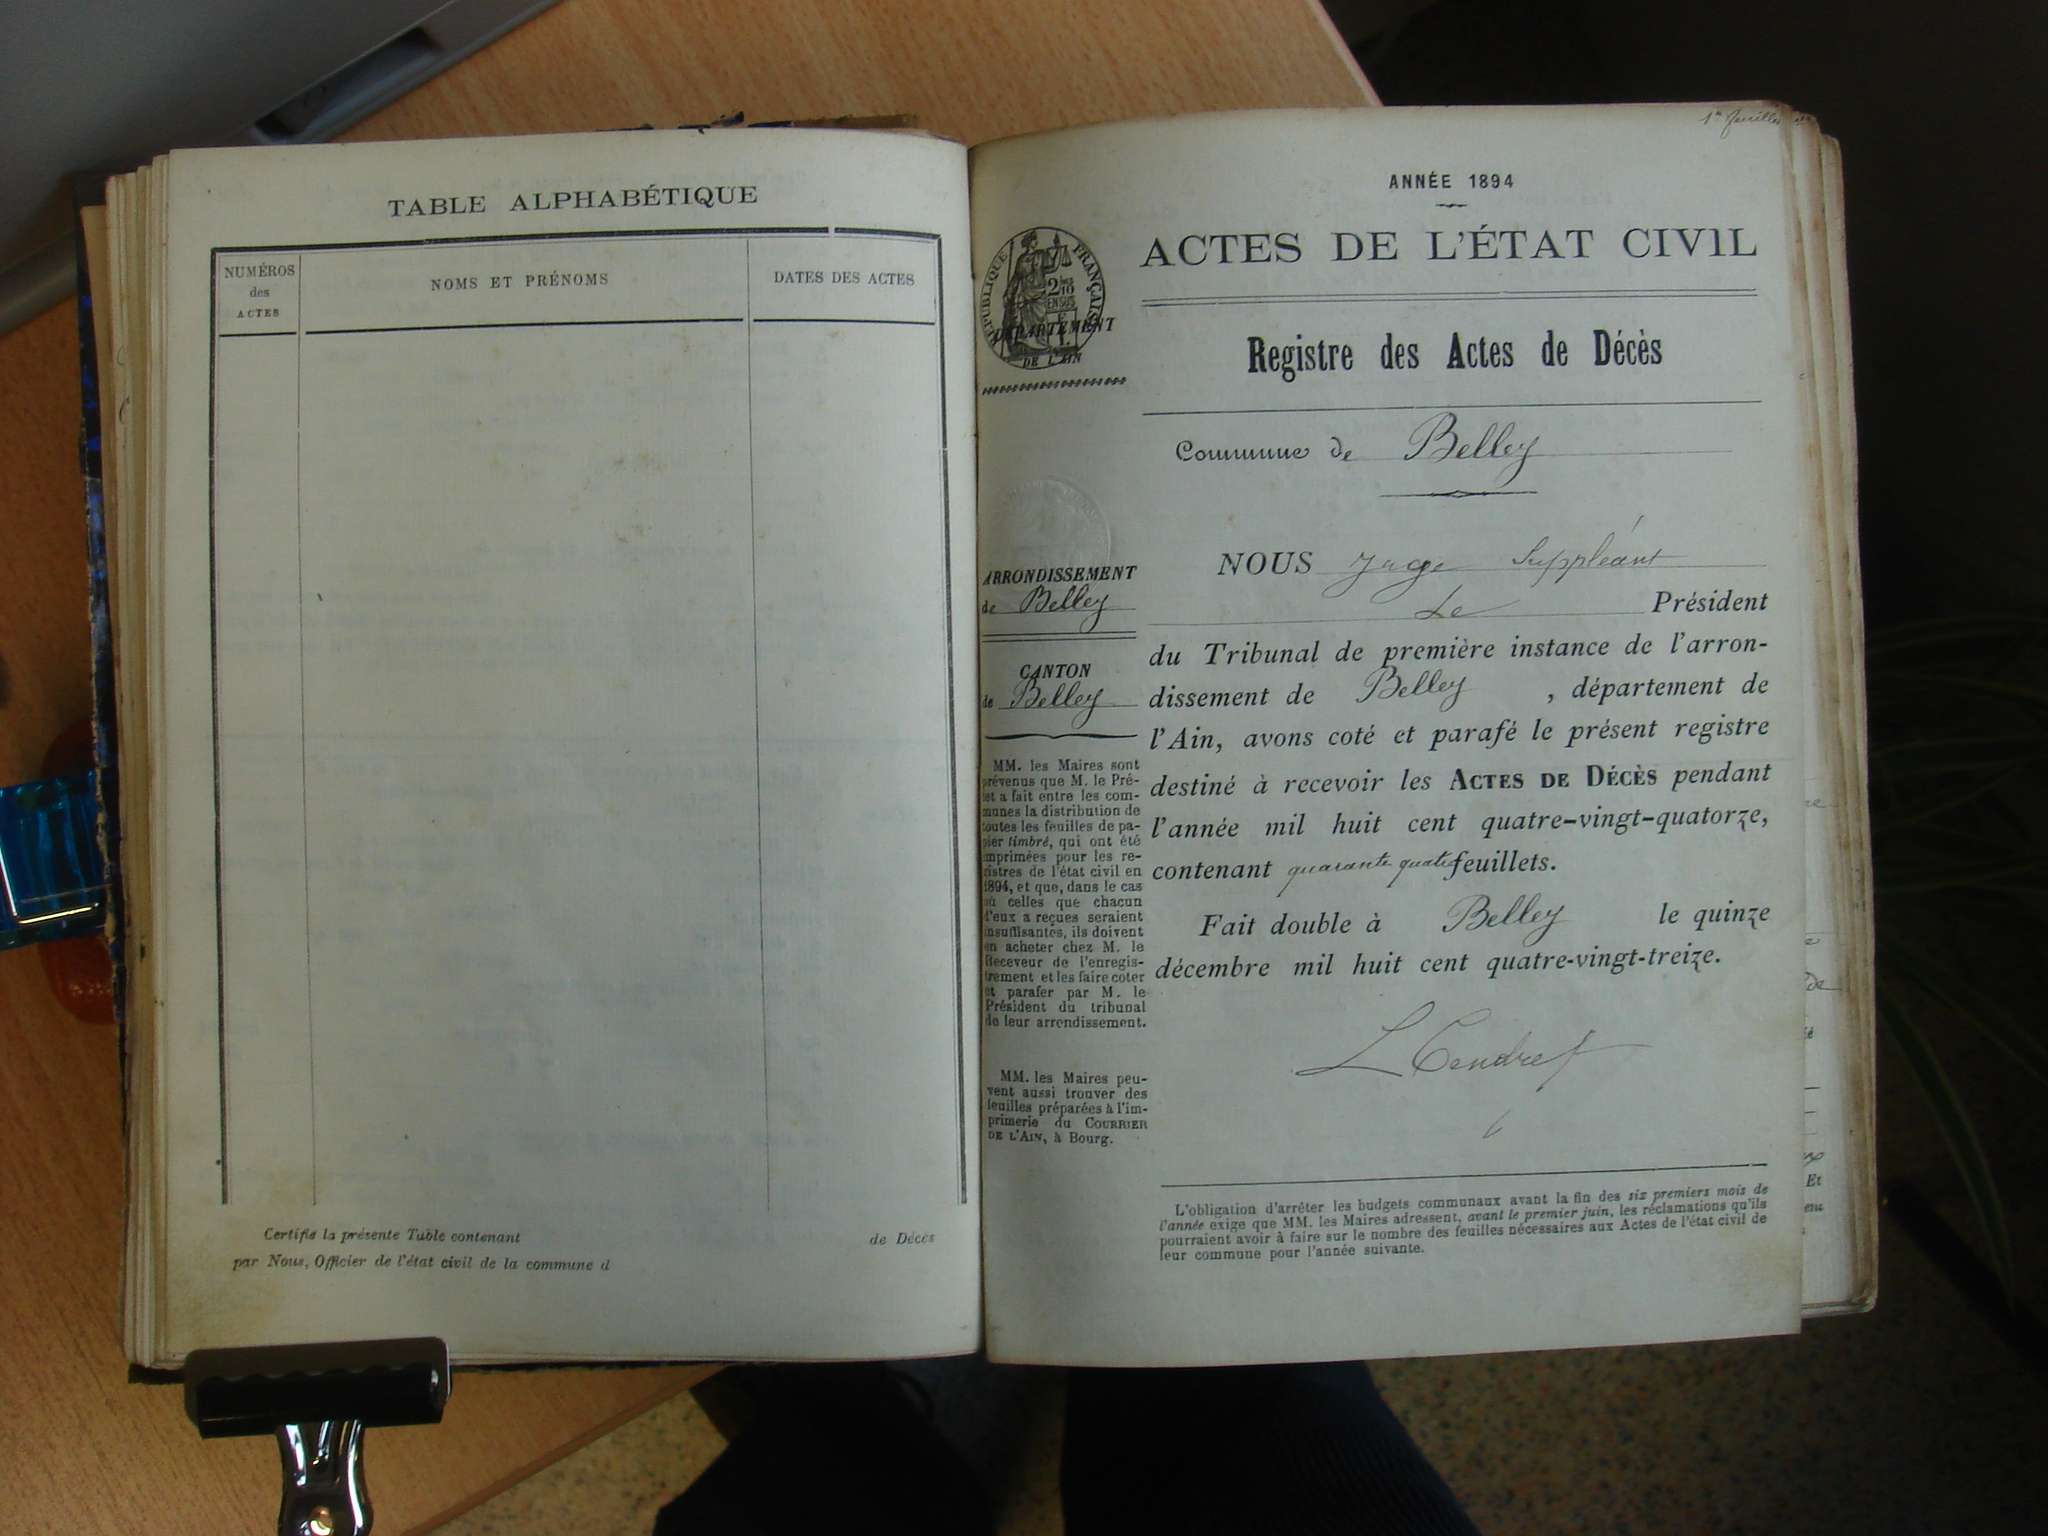 TABLE ALPHABÉTIQUE
NUMÉROS
des
ACTES
NOMS ET PRÉNOMS
DATES DES ACTES
Certifié la présente Table contenant de Décès
par Nous, Officier de l'état civil de la commune d
ANNÉE 1894
ACTES DE L'ÉTAT CIVIL
RÉPUBLIQUE FRANÇAISE
DÉPARTEMENT
DE L'AIN
Registre des Actes de Décès
Commune de Belley
ARRONDISSEMENT
de Belley
CANTON
de Belley
MM. les Maires sont
prévenus que M. le Pré-
fet a fait entre les com-
munes la distribution de
toutes les feuilles de pa-
pier timbré, qui ont été
imprimées pour les re-
gistres de l'état civil en
1894, et que, dans le cas
où celles que chacun
d'eux a reçues seraient
insuffisantes, ils doivent
en acheter chez M. le
Receveur de l'enregis-
trement et les faire coter
et parafer par M. le
Président du tribunal
de leur arrondissement.
MM. les Maires peu-
vent aussi trouver des
feuilles préparées à l'im-
primerie du COURRIER
DE L'AIN, à Bourg.
NOUS Juge Suppléant
Le Président
du Tribunal de première instance de l'arron-
dissement de Belley, département de
l'Ain, avons coté et parafé le présent registre
destiné à recevoir les ACTES DE DÉCÈS pendant
l'année mil huit cent quatre-vingt-quatorze,
contenant quarante quatre feuillets.
Fait double à Belley le quinze
décembre mil huit cent quatre-vingt-treize.
L'obligation d'arrêter les budgets communaux avant la fin des six premiers mois de
l'année exige que MM. les Maires adressent, avant le premier juin, les réclamations qu'ils
pourraient avoir à faire sur le nombre des feuilles nécessaires aux Actes de l'état civil de
leur commune pour l'année suivante.